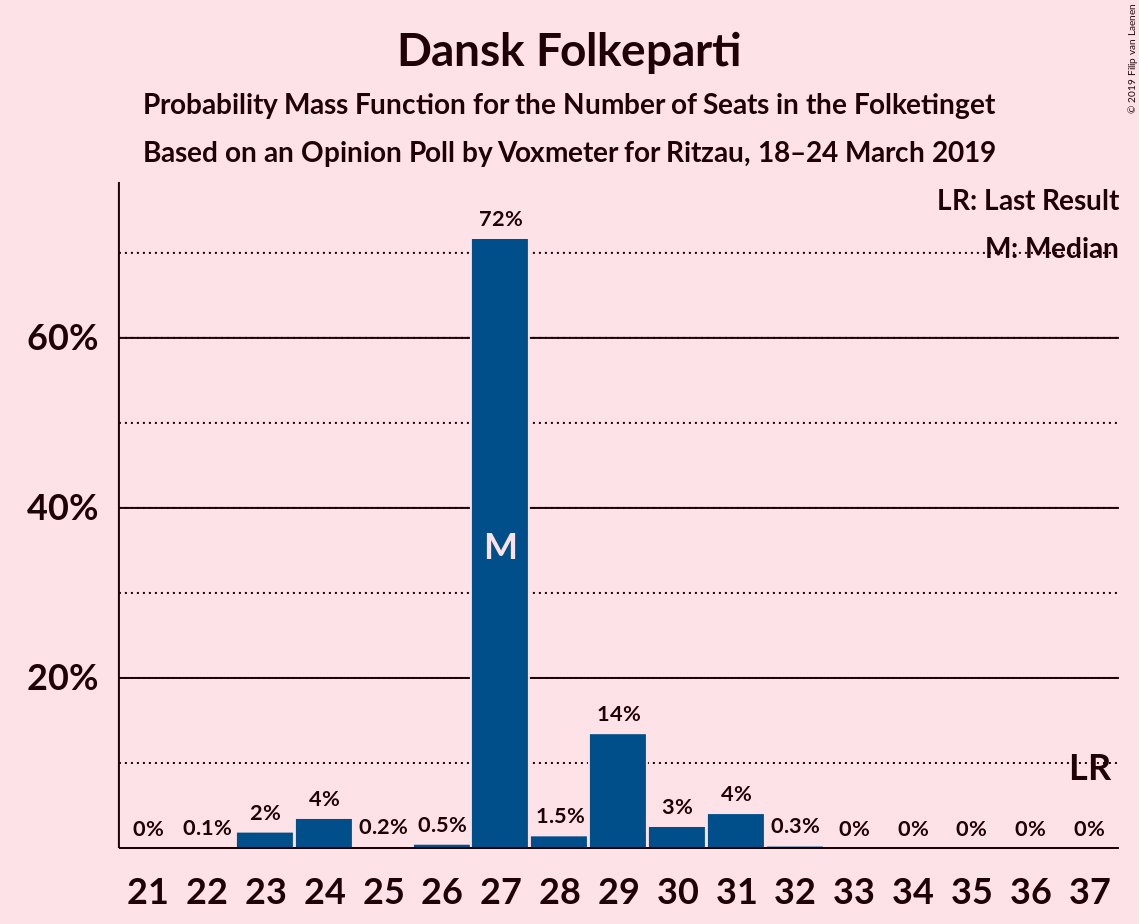 Dansk Folkeparti
Probability Mass Function for the Number of Seats in the Folketinget
Based on an Opinion Poll by Voxmeter for Ritzau, 18–24 March 2019
© 2019 Filip van Laenen
LR: Last Result
M: Median
60%
40%
20%
0% 0.1% 2% 4% 0.2% 0.5% 72% 1.5% 14% 3% 4% 0.3% 0% 0% 0% 0% 0%
M
LR
21 22 23 24 25 26 27 28 29 30 31 32 33 34 35 36 37